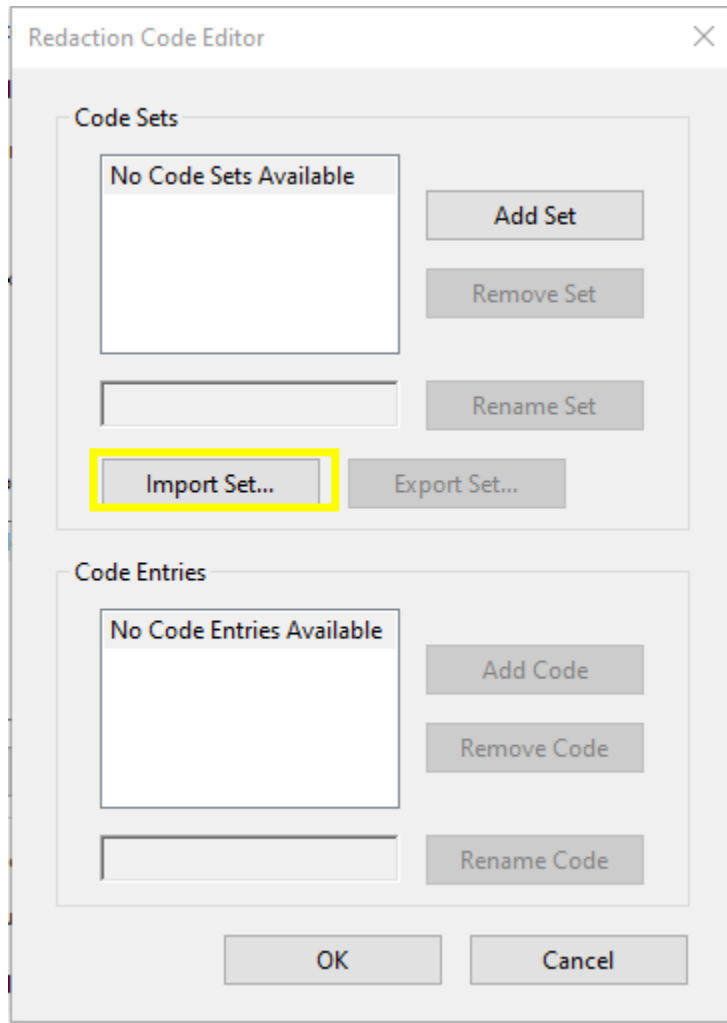 Redaction Code Editor
Code Sets
No Code Sets Available
Add Set
Remove Set
Rename Set
Import Set...
Export Set...
Code Entries
No Code Entries Available
Add Code
Remove Code
Rename Code
OK
Cancel